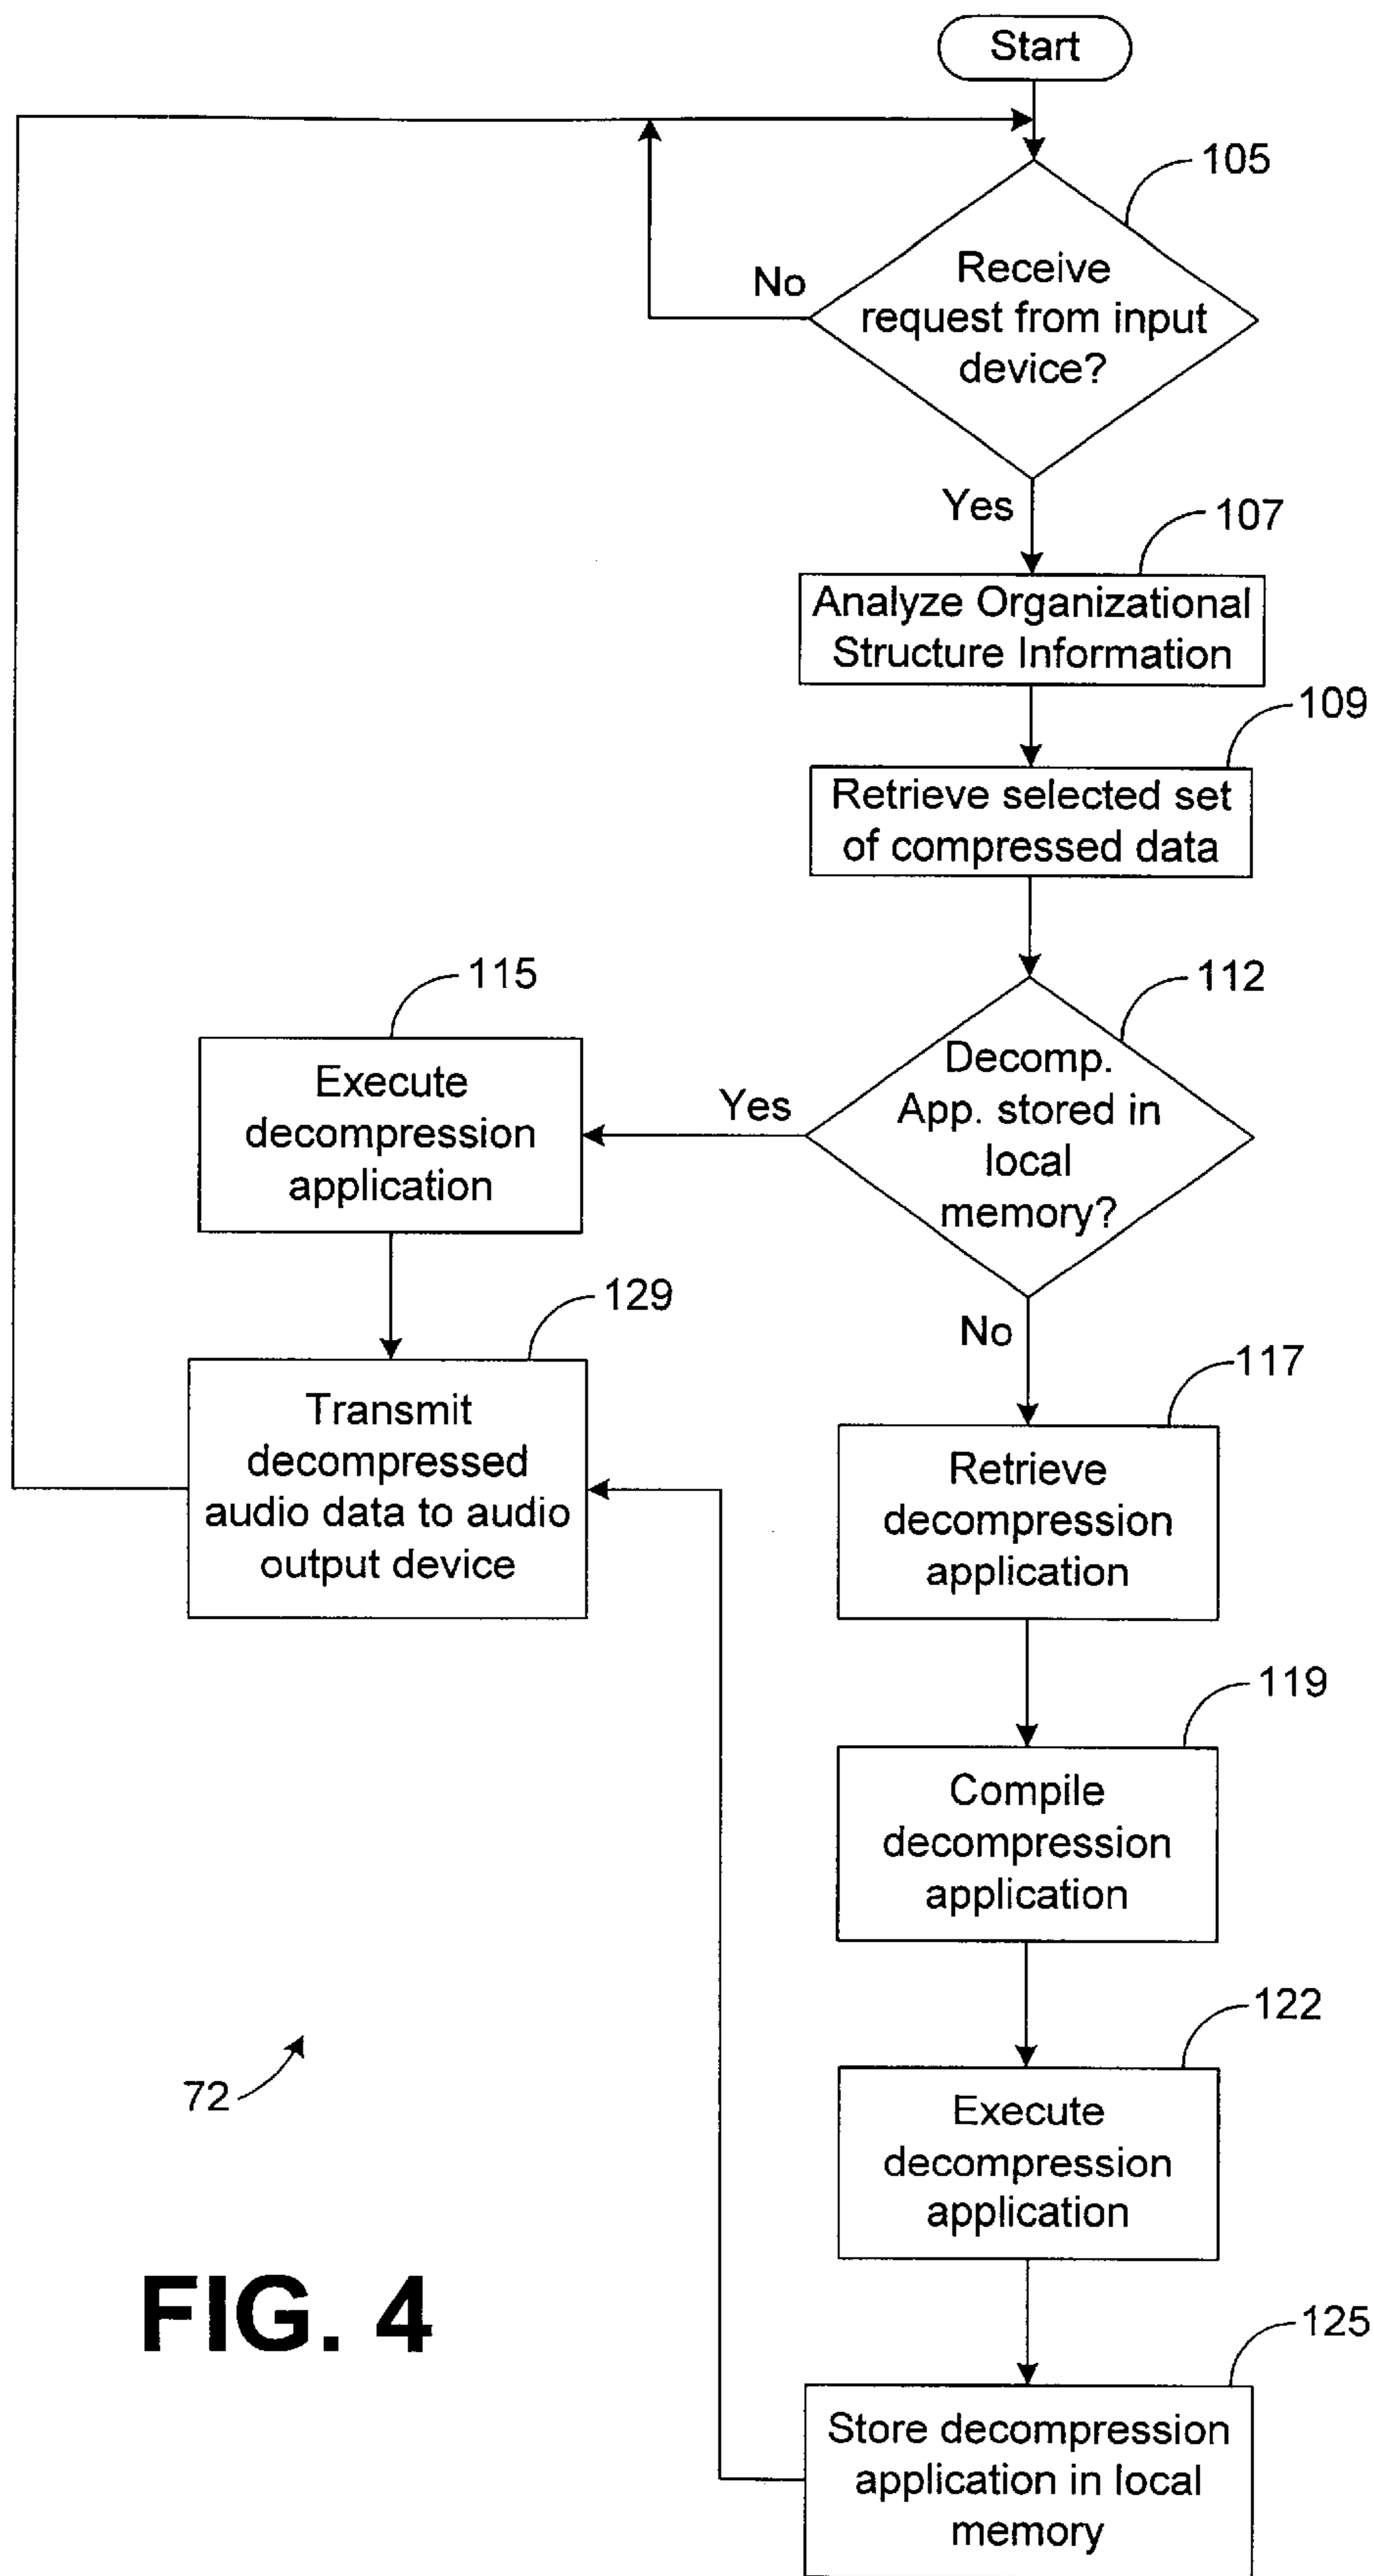 Start
105
Receive
request from input
device?
No
Yes
107
Analyze Organizational
Structure Information
109
Retrieve selected set
of compressed data
112
Decomp.
App. stored in
local
memory?
Yes
115
Execute
decompression
application
129
Transmit
decompressed
audio data to audio
output device
No
117
Retrieve
decompression
application
119
Compile
decompression
application
122
Execute
decompression
application
125
Store decompression
application in local
memory
72
FIG. 4